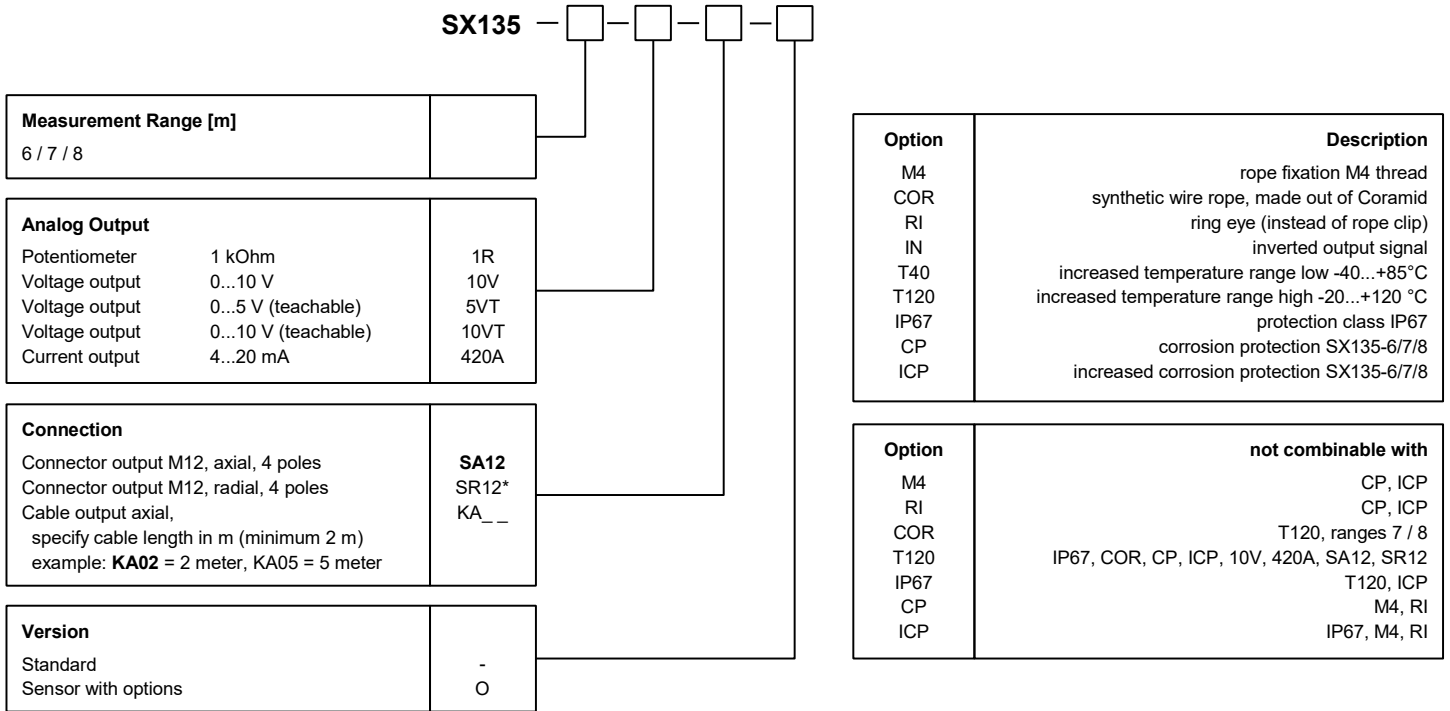 SX135 – – – –
Measurement Range [m]
6 / 7 / 8
Analog Output
Potentiometer 1 kOhm 1R
Voltage output 0...10 V 10V
Voltage output 0...5 V (teachable) 5VT
Voltage output 0...10 V (teachable) 10VT
Current output 4...20 mA 420A
Connection
Connector output M12, axial, 4 poles SA12
Connector output M12, radial, 4 poles SR12*
Cable output axial, KA_ _
specify cable length in m (minimum 2 m)
example: KA02 = 2 meter, KA05 = 5 meter
Version
Standard -
Sensor with options O
Option Description
M4 rope fixation M4 thread
COR synthetic wire rope, made out of Coramid
RI ring eye (instead of rope clip)
IN inverted output signal
T40 increased temperature range low -40...+85°C
T120 increased temperature range high -20...+120 °C
IP67 protection class IP67
CP corrosion protection SX135-6/7/8
ICP increased corrosion protection SX135-6/7/8
Option not combinable with
M4 CP, ICP
RI CP, ICP
COR T120, ranges 7 / 8
T120 IP67, COR, CP, ICP, 10V, 420A, SA12, SR12
IP67 T120, ICP
CP M4, RI
ICP IP67, M4, RI